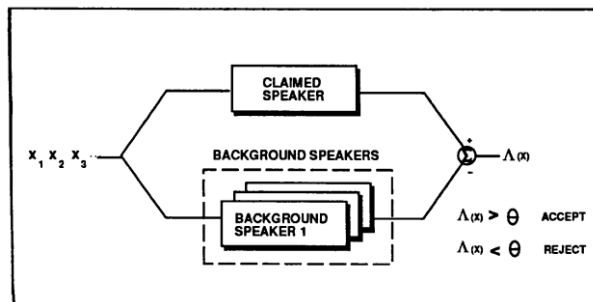 CLAIMED
SPEAKER
X1 X2 X3
BACKGROUND SPEAKERS
BACKGROUND
SPEAKER 1
+
Σ
-
Λ(X)
Λ(X) > θ ACCEPT
Λ(X) < θ REJECT